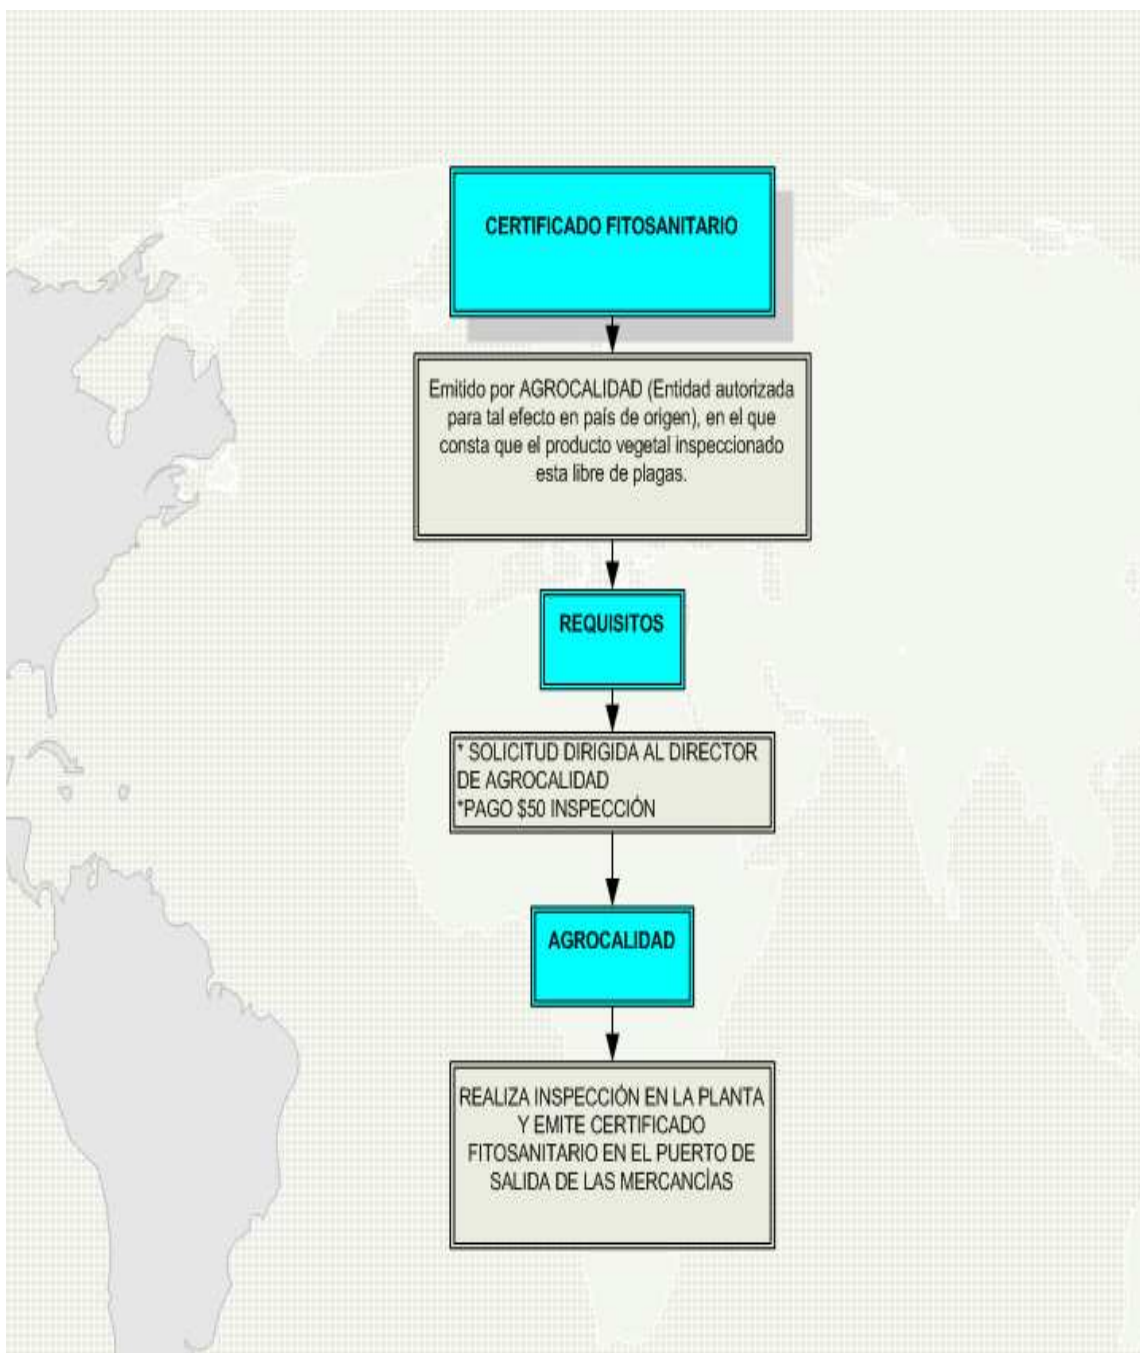 CERTIFICADO FITOSANITARIO
Emitido por AGROCALIDAD (Entidad autorizada
para tal efecto en país de origen), en el que
consta que el producto vegetal inspeccionado
esta libre de plagas.
REQUISITOS
* SOLICITUD DIRIGIDA AL DIRECTOR
DE AGROCALIDAD
*PAGO $50 INSPECCIÓN
AGROCALIDAD
REALIZA INSPECCIÓN EN LA PLANTA
Y EMITE CERTIFICADO
FITOSANITARIO EN EL PUERTO DE
SALIDA DE LAS MERCANCÍAS